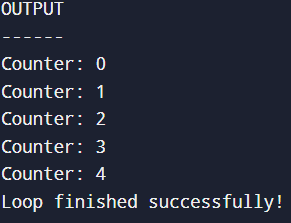 OUTPUT
------
Counter: 0
Counter: 1
Counter: 2
Counter: 3
Counter: 4
Loop finished successfully!